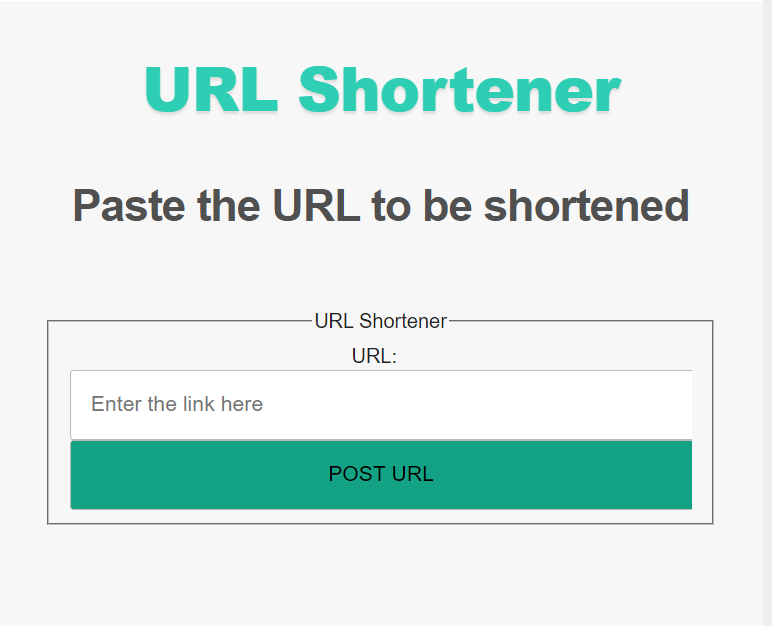 URL Shortener
Paste the URL to be shortened
URL Shortener
URL:
Enter the link here
POST URL